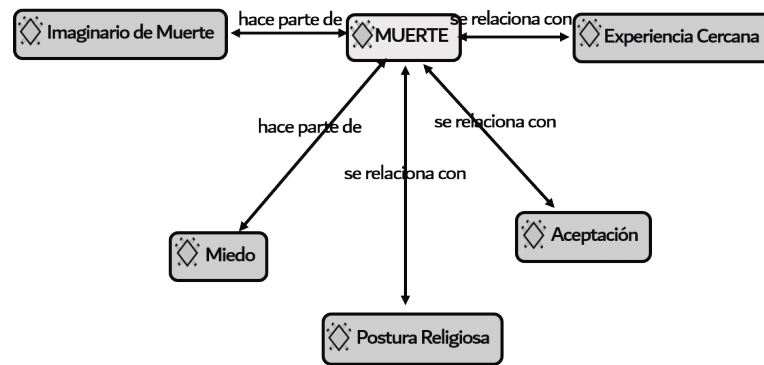 hace parte de
se relaciona con
Imaginario de Muerte
MUERTE
Experiencia Cercana
hace parte de
se relaciona con
se relaciona con
Miedo
Aceptación
Postura Religiosa